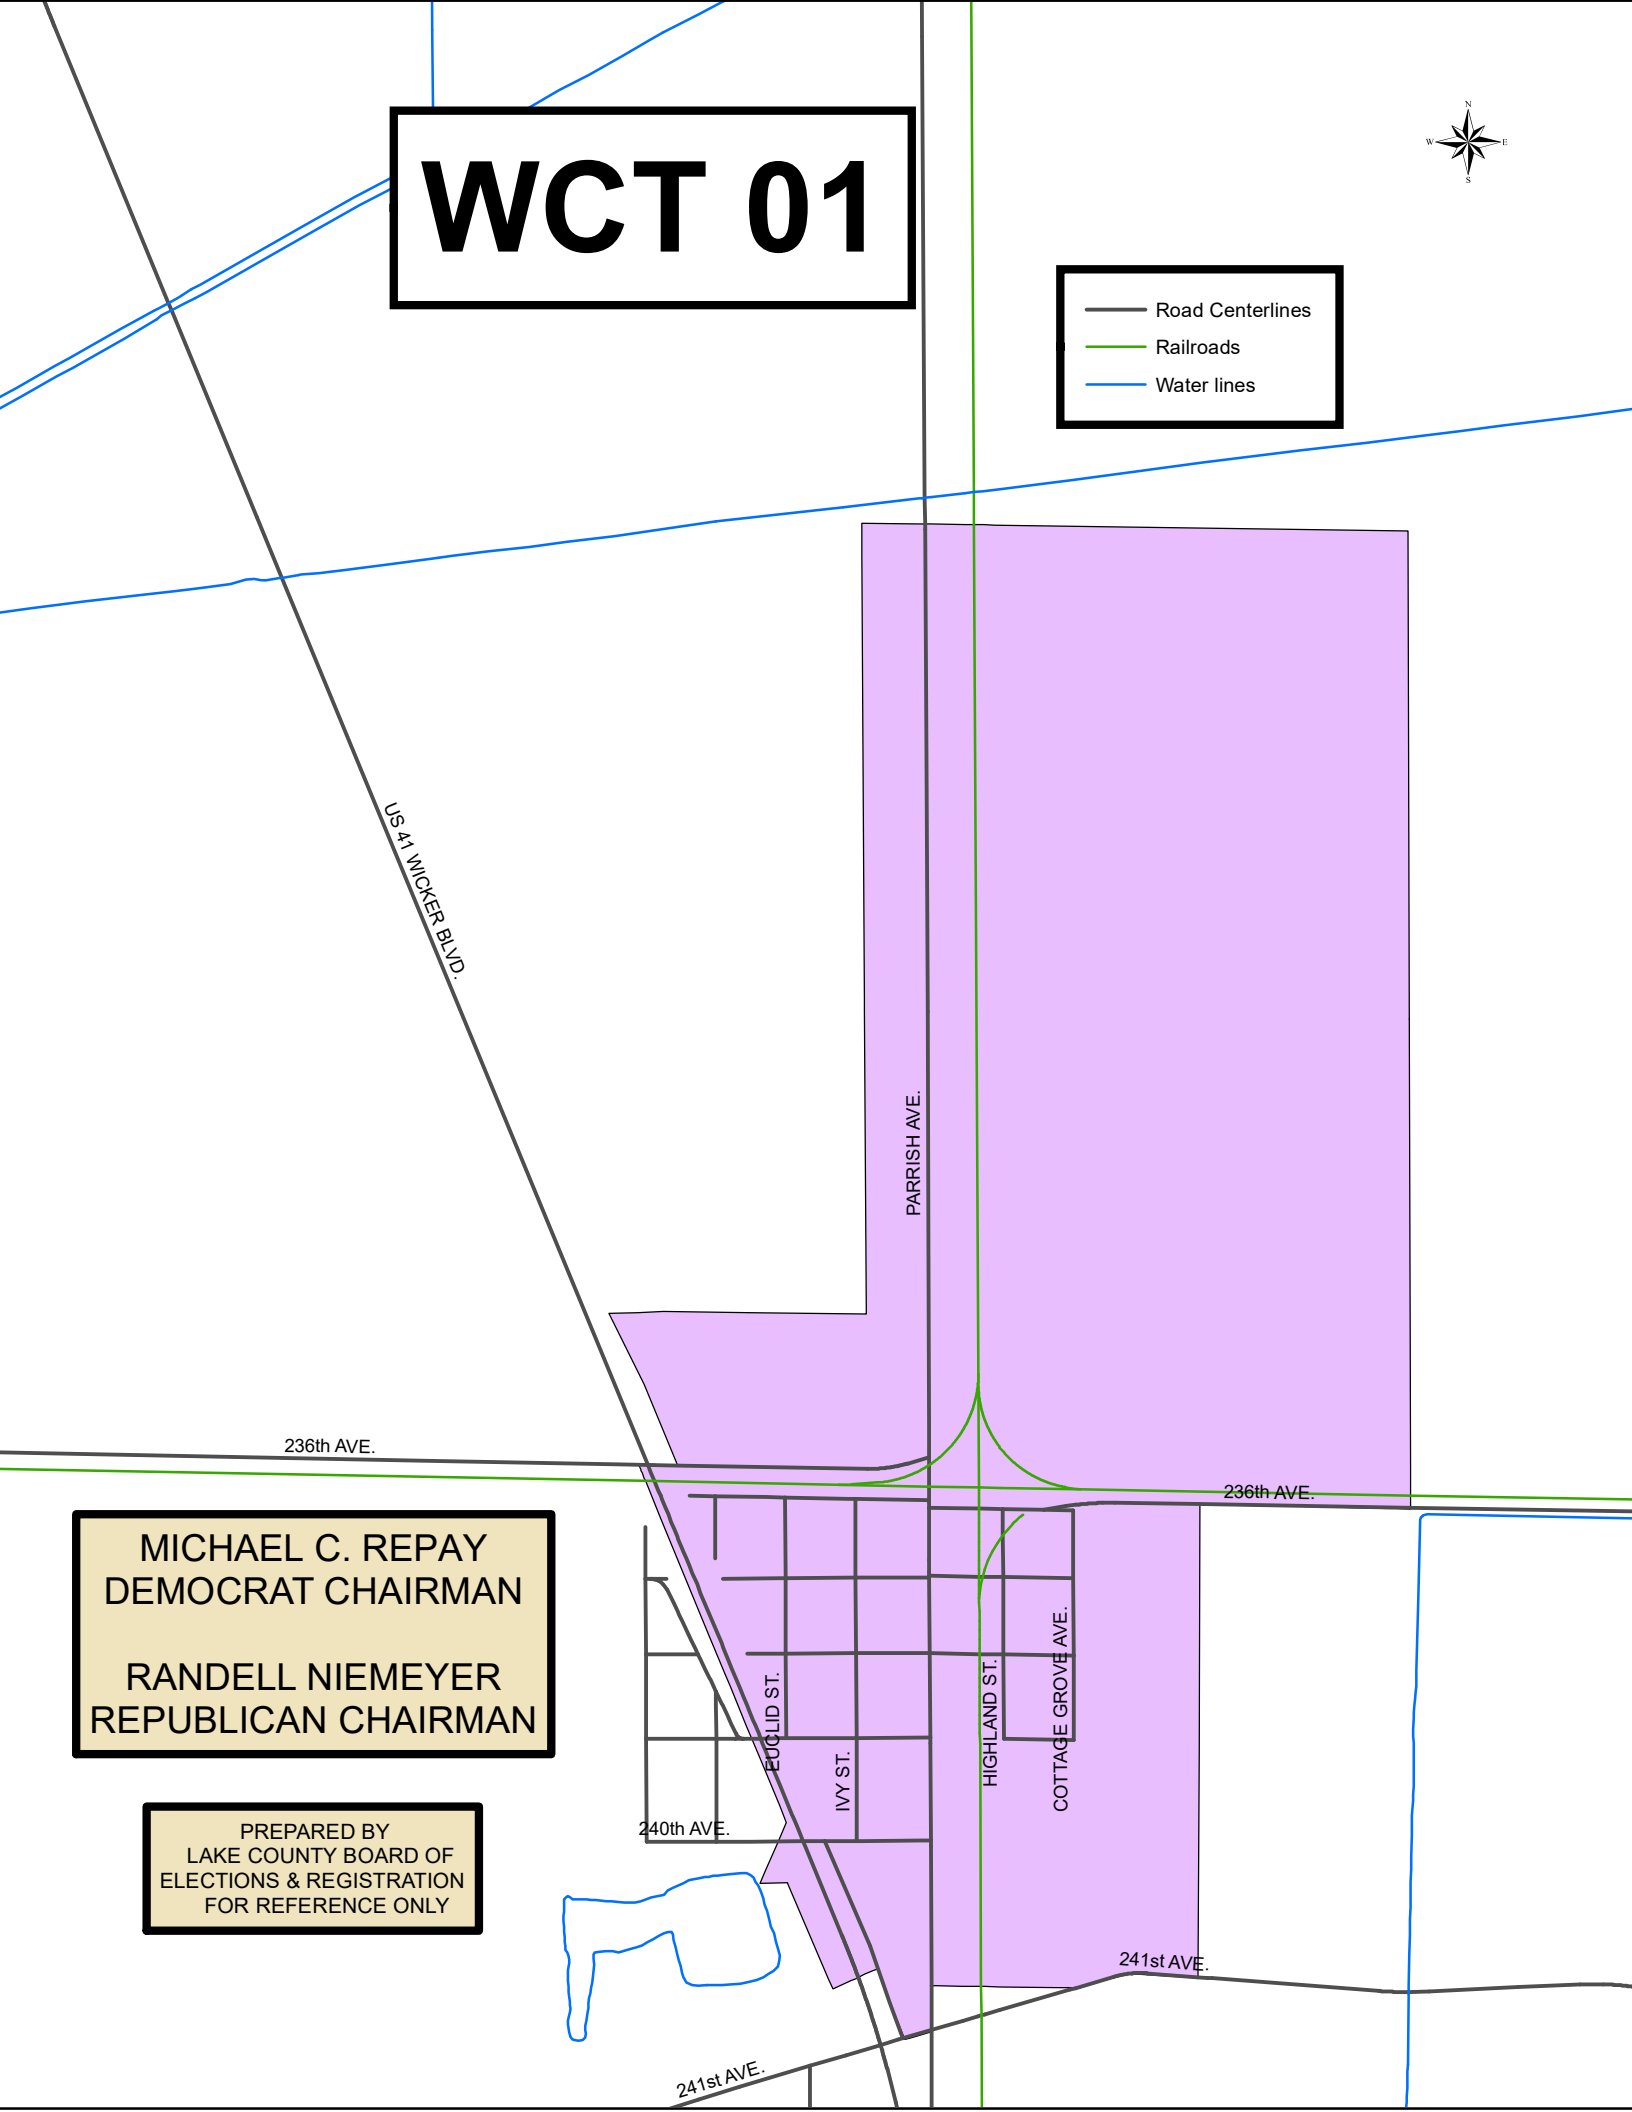 WCT 01
N
W
E
S
Road Centerlines
Railroads
Water lines
US 41 WICKER BLVD.
PARRISH AVE.
236th AVE.
236th AVE.
MICHAEL C. REPAY
DEMOCRAT CHAIRMAN
RANDELL NIEMEYER
REPUBLICAN CHAIRMAN
EUCLID ST.
IVY ST.
HIGHLAND ST.
COTTAGE GROVE AVE.
240th AVE.
PREPARED BY
LAKE COUNTY BOARD OF
ELECTIONS & REGISTRATION
FOR REFERENCE ONLY
241st AVE.
241st AVE.